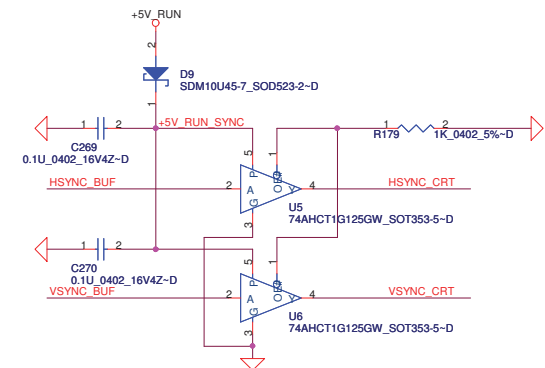 +5V_RUN
2
D9
SDM10U45-7_SOD523-2~D
1
+5V_RUN_SYNC
1 2
C269
0.1U_0402_16V4Z~D
1 2
R179 1K_0402_5%~D
5
1
P
OE#
HSYNC_BUF
2
A
Y
4
HSYNC_CRT
G
3
U5
74AHCT1G125GW_SOT353-5~D
1 2
C270
0.1U_0402_16V4Z~D
5
1
P
OE#
VSYNC_BUF
2
A
Y
4
VSYNC_CRT
G
3
U6
74AHCT1G125GW_SOT353-5~D